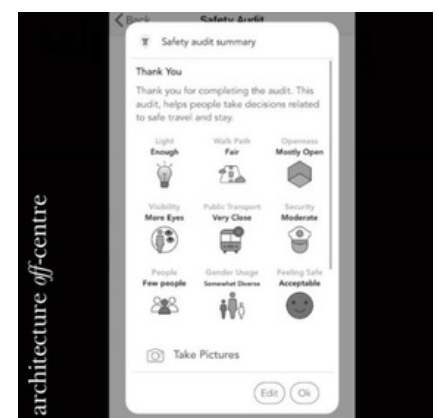 Back Safety Audit
Safety audit summary
Thank You
Thank you for completing the audit. This
audit, helps people take decisions related
to safe travel and stay.
Light Walk Path Openness
Enough Fair Mostly Open
Visibility Public Transport Security
More Eyes Very Close Moderate
People Gender Usage Feeling Safe
Few people Somewhat Diverse Acceptable
Take Pictures
Edit Ok
architecture off-centre